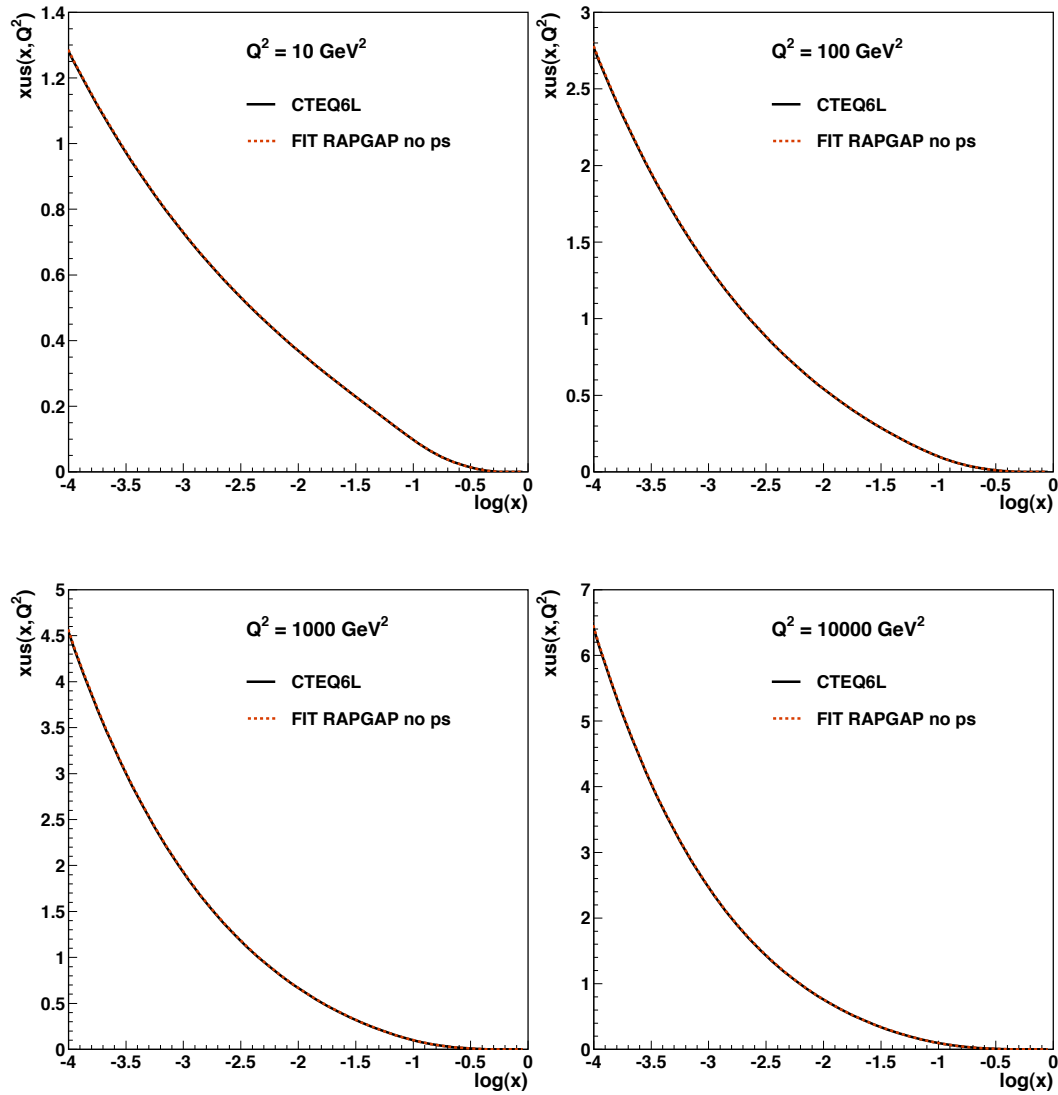 xus(x,Q²)
1.4
1.2
1
0.8
0.6
0.4
0.2
0
Q² = 10 GeV²
CTEQ6L
FIT RAPGAP no ps
-4 -3.5 -3 -2.5 -2 -1.5 -1 -0.5 0
log(x)
xus(x,Q²)
3
2.5
2
1.5
1
0.5
0
Q² = 100 GeV²
CTEQ6L
FIT RAPGAP no ps
-4 -3.5 -3 -2.5 -2 -1.5 -1 -0.5 0
log(x)
xus(x,Q²)
5
4.5
4
3.5
3
2.5
2
1.5
1
0.5
0
Q² = 1000 GeV²
CTEQ6L
FIT RAPGAP no ps
-4 -3.5 -3 -2.5 -2 -1.5 -1 -0.5 0
log(x)
xus(x,Q²)
7
6
5
4
3
2
1
0
Q² = 10000 GeV²
CTEQ6L
FIT RAPGAP no ps
-4 -3.5 -3 -2.5 -2 -1.5 -1 -0.5 0
log(x)